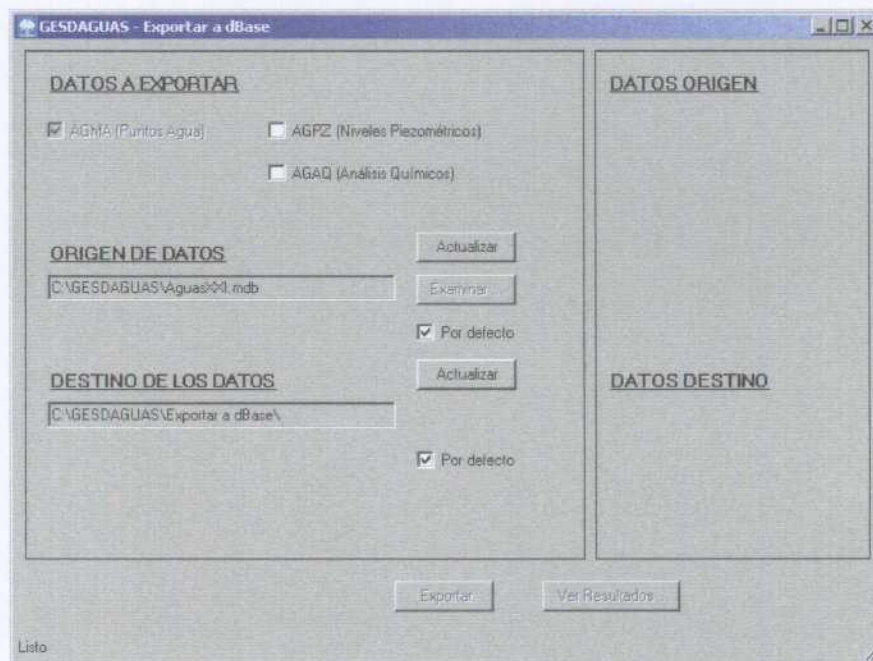 GESDAGUAS - Exportar a dBase
DATOS A EXPORTAR
AGMA (Puntos Agua)
AGPZ (Niveles Piezométricos)
AGAQ (Análisis Químicos)
ORIGEN DE DATOS
Actualizar
C:\GESDAGUAS\AguasXXI.mdb
Examinar...
Por defecto
DESTINO DE LOS DATOS
Actualizar
C:\GESDAGUAS\Exportar a dBase\
Por defecto
DATOS ORIGEN
DATOS DESTINO
Exportar
Ver Resultados...
Listo